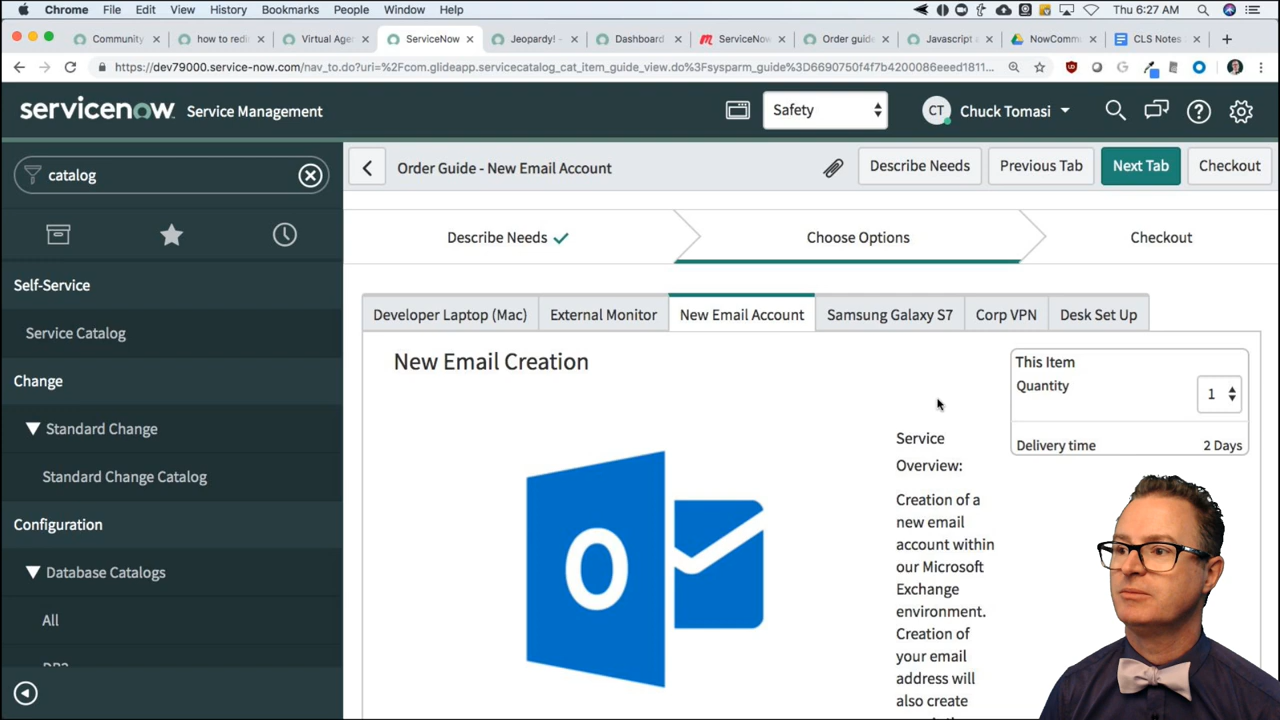 Chrome File Edit View History Bookmarks People Window Help Thu 6:27 AM
Community how to redi Virtual Agen ServiceNow Jeopardy! - Dashboard ServiceNow Order guide Javascript NowComm CLS Notes
https://dev79000.service-now.com/nav_to.do?uri=%2Fcom.glideapp.servicecatalog_cat_item_guide_view.do%3Fsysparm_guide%3D6690750f4f7b4200086eeed1811...
servicenow Service Management Safety CT Chuck Tomasi
catalog
Order Guide - New Email Account Describe Needs Previous Tab Next Tab Checkout
Describe Needs Choose Options Checkout
Self-Service
Service Catalog
Change
Standard Change
Standard Change Catalog
Configuration
Database Catalogs
All
DB2
Developer Laptop (Mac) External Monitor New Email Account Samsung Galaxy S7 Corp VPN Desk Set Up
New Email Creation
This Item
Quantity 1
Delivery time 2 Days
O
Service
Overview:
Creation of a
new email
account within
our Microsoft
Exchange
environment.
Creation of
your email
address will
also create